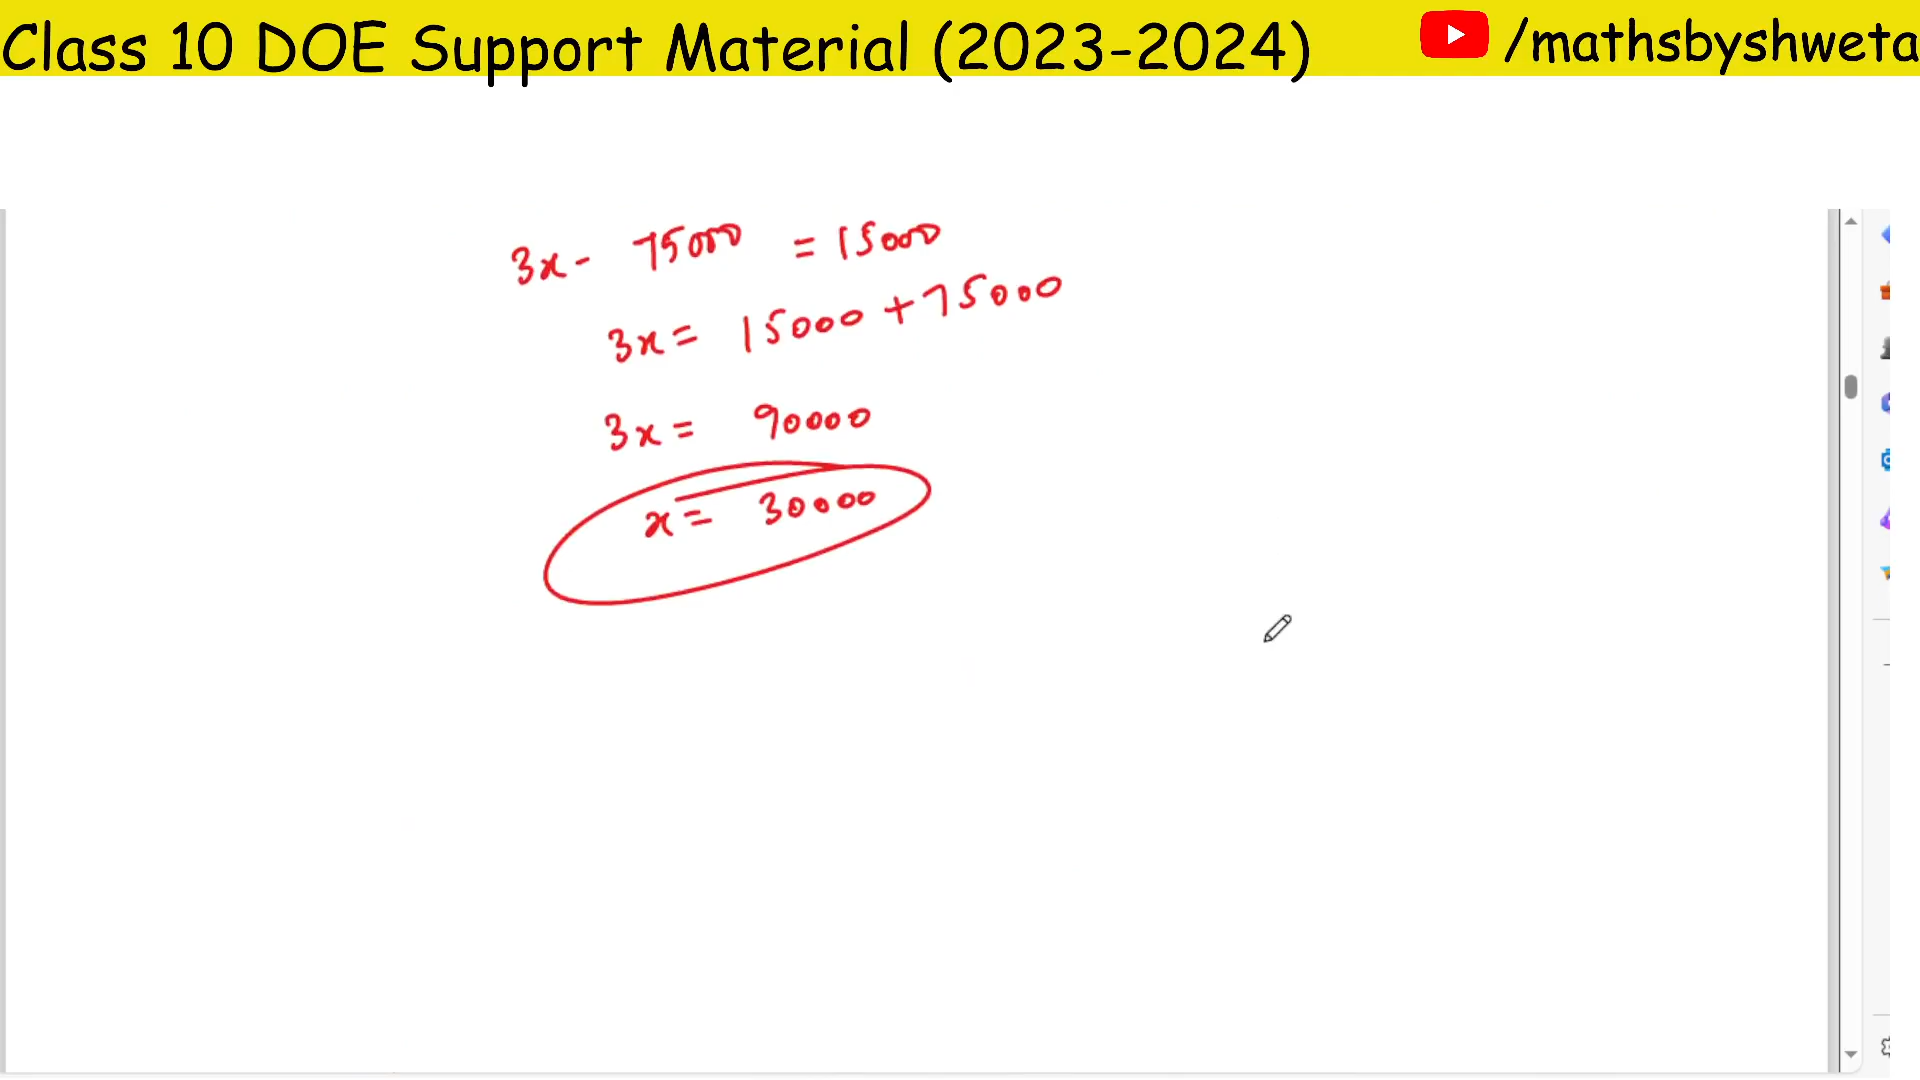 Class 10 DOE Support Material (2023-2024)
/mathsbyshweta
3x - 75000 = 15000
3x = 15000 + 75000
3x = 90000
x = 30000